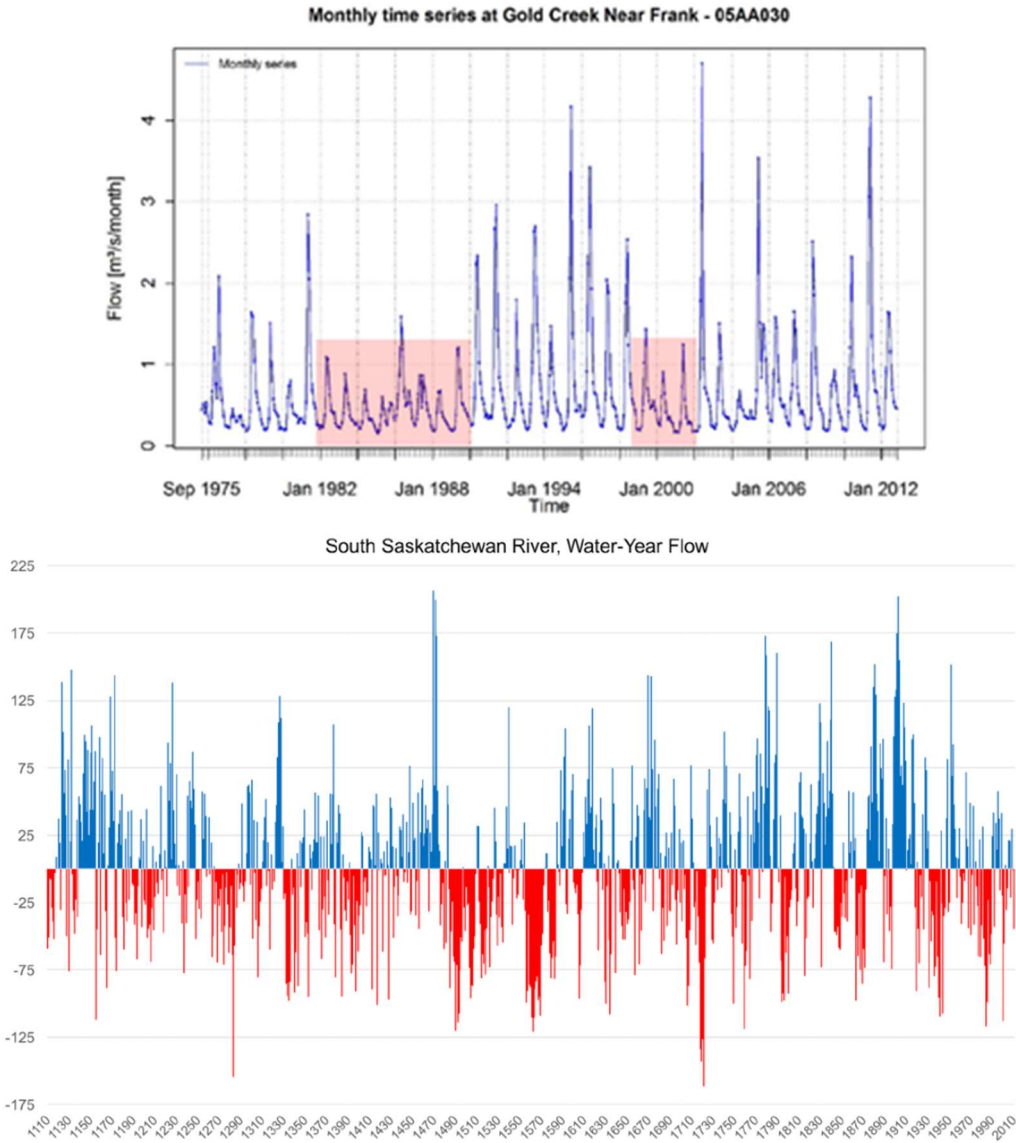 Monthly time series at Gold Creek Near Frank - 05AA030
Monthly series
Flow [m³/s/month]
4
3
2
1
0
Sep 1975 Jan 1982 Jan 1988 Jan 1994 Jan 2000 Jan 2006 Jan 2012
Time
South Saskatchewan River, Water-Year Flow
225
175
125
75
25
-25
-75
-125
-175
1110 1130 1150 1170 1190 1210 1230 1250 1270 1290 1310 1330 1350 1370 1390 1410 1430 1450 1470 1490 1510 1530 1550 1570 1590 1610 1630 1650 1670 1690 1710 1730 1750 1770 1790 1810 1830 1850 1870 1890 1910 1930 1950 1970 1990 2010